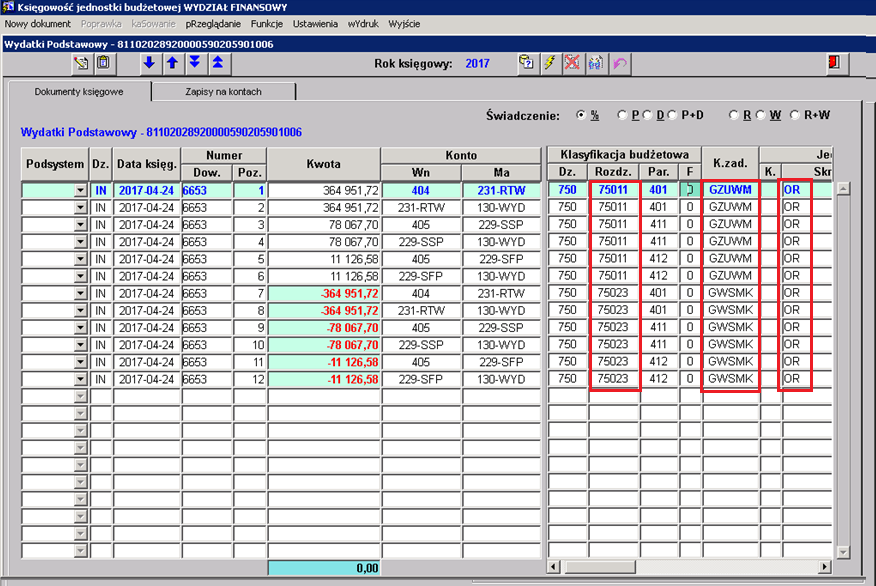 Księgowość jednostki budżetowej WYDZIAŁ FINANSOWY
Nowy dokument Poprawka kaSowanie pRzeglądanie Funkcje Ustawienia wYdruk Wyjście
Wydatki Podstawowy - 81102028920000590205901006
Rok księgowy: 2017
Dokumenty księgowe Zapisy na kontach
Świadczenie: % P D P+D R W R+W
Wydatki Podstawowy - 81102028920000590205901006
Podsystem Dz. Data księg. Numer Kwota Konto Klasyfikacja budżetowa K.zad. Je
Dow. Poz. Wn Ma Dz. Rozdz. Par. F K. Skr
IN 2017-04-24 6653 1 364 951,72 404 231-RTW 750 75011 401 0 GZUWM OR
IN 2017-04-24 6653 2 364 951,72 231-RTW 130-WYD 750 75011 401 0 GZUWM OR
IN 2017-04-24 6653 3 78 067,70 405 229-SSP 750 75011 411 0 GZUWM OR
IN 2017-04-24 6653 4 78 067,70 229-SSP 130-WYD 750 75011 411 0 GZUWM OR
IN 2017-04-24 6653 5 11 126,58 405 229-SFP 750 75011 412 0 GZUWM OR
IN 2017-04-24 6653 6 11 126,58 229-SFP 130-WYD 750 75011 412 0 GZUWM OR
IN 2017-04-24 6653 7 -364 951,72 404 231-RTW 750 75023 401 0 GWSMK OR
IN 2017-04-24 6653 8 -364 951,72 231-RTW 130-WYD 750 75023 401 0 GWSMK OR
IN 2017-04-24 6653 9 -78 067,70 405 229-SSP 750 75023 411 0 GWSMK OR
IN 2017-04-24 6653 10 -78 067,70 229-SSP 130-WYD 750 75023 411 0 GWSMK OR
IN 2017-04-24 6653 11 -11 126,58 405 229-SFP 750 75023 412 0 GWSMK OR
IN 2017-04-24 6653 12 -11 126,58 229-SFP 130-WYD 750 75023 412 0 GWSMK OR
0,00